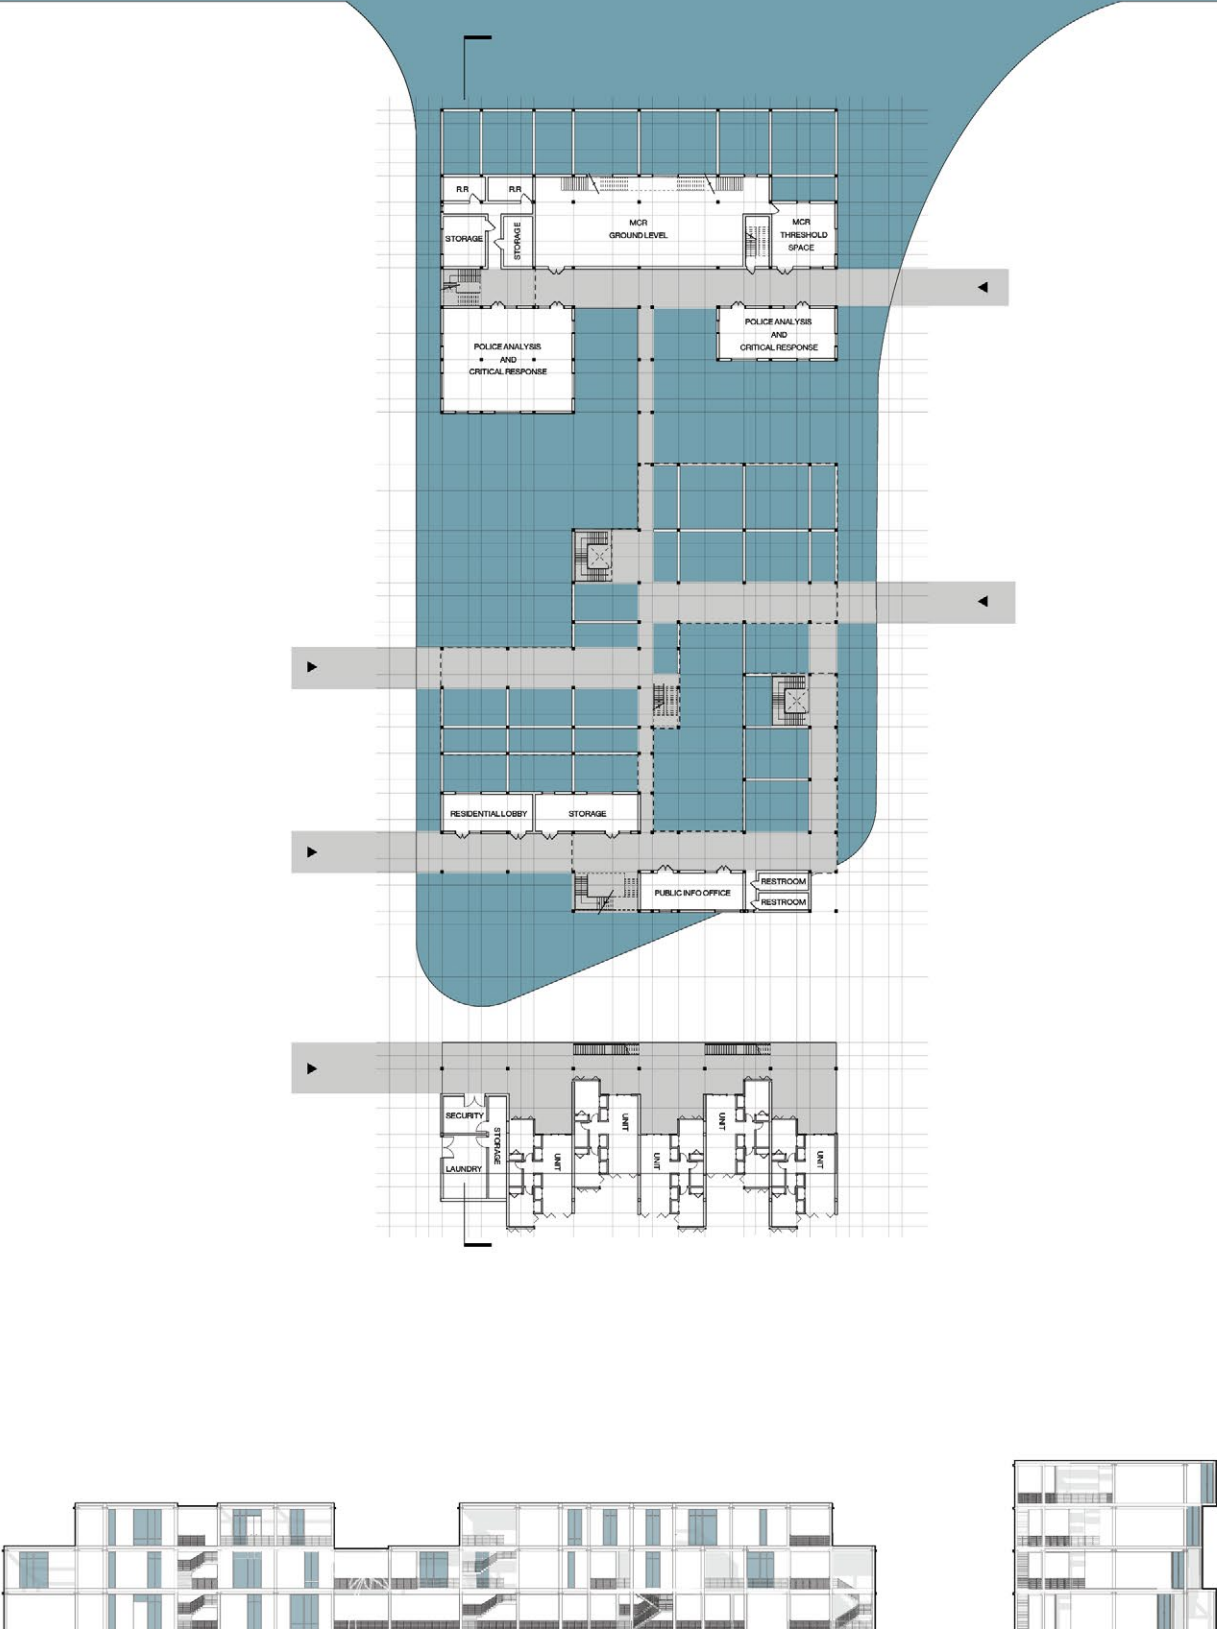 R.R
R.R
STORAGE
STORAGE
MCR
GROUND LEVEL
MCR
THRESHOLD
SPACE
POLICE ANALYSIS
AND
CRITICAL RESPONSE
POLICE ANALYSIS
AND
CRITICAL RESPONSE
RESIDENTIAL LOBBY
STORAGE
PUBLIC INFO OFFICE
RESTROOM
RESTROOM
SECURITY
STORAGE
LAUNDRY
UNIT
UNIT
UNIT
UNIT
UNIT